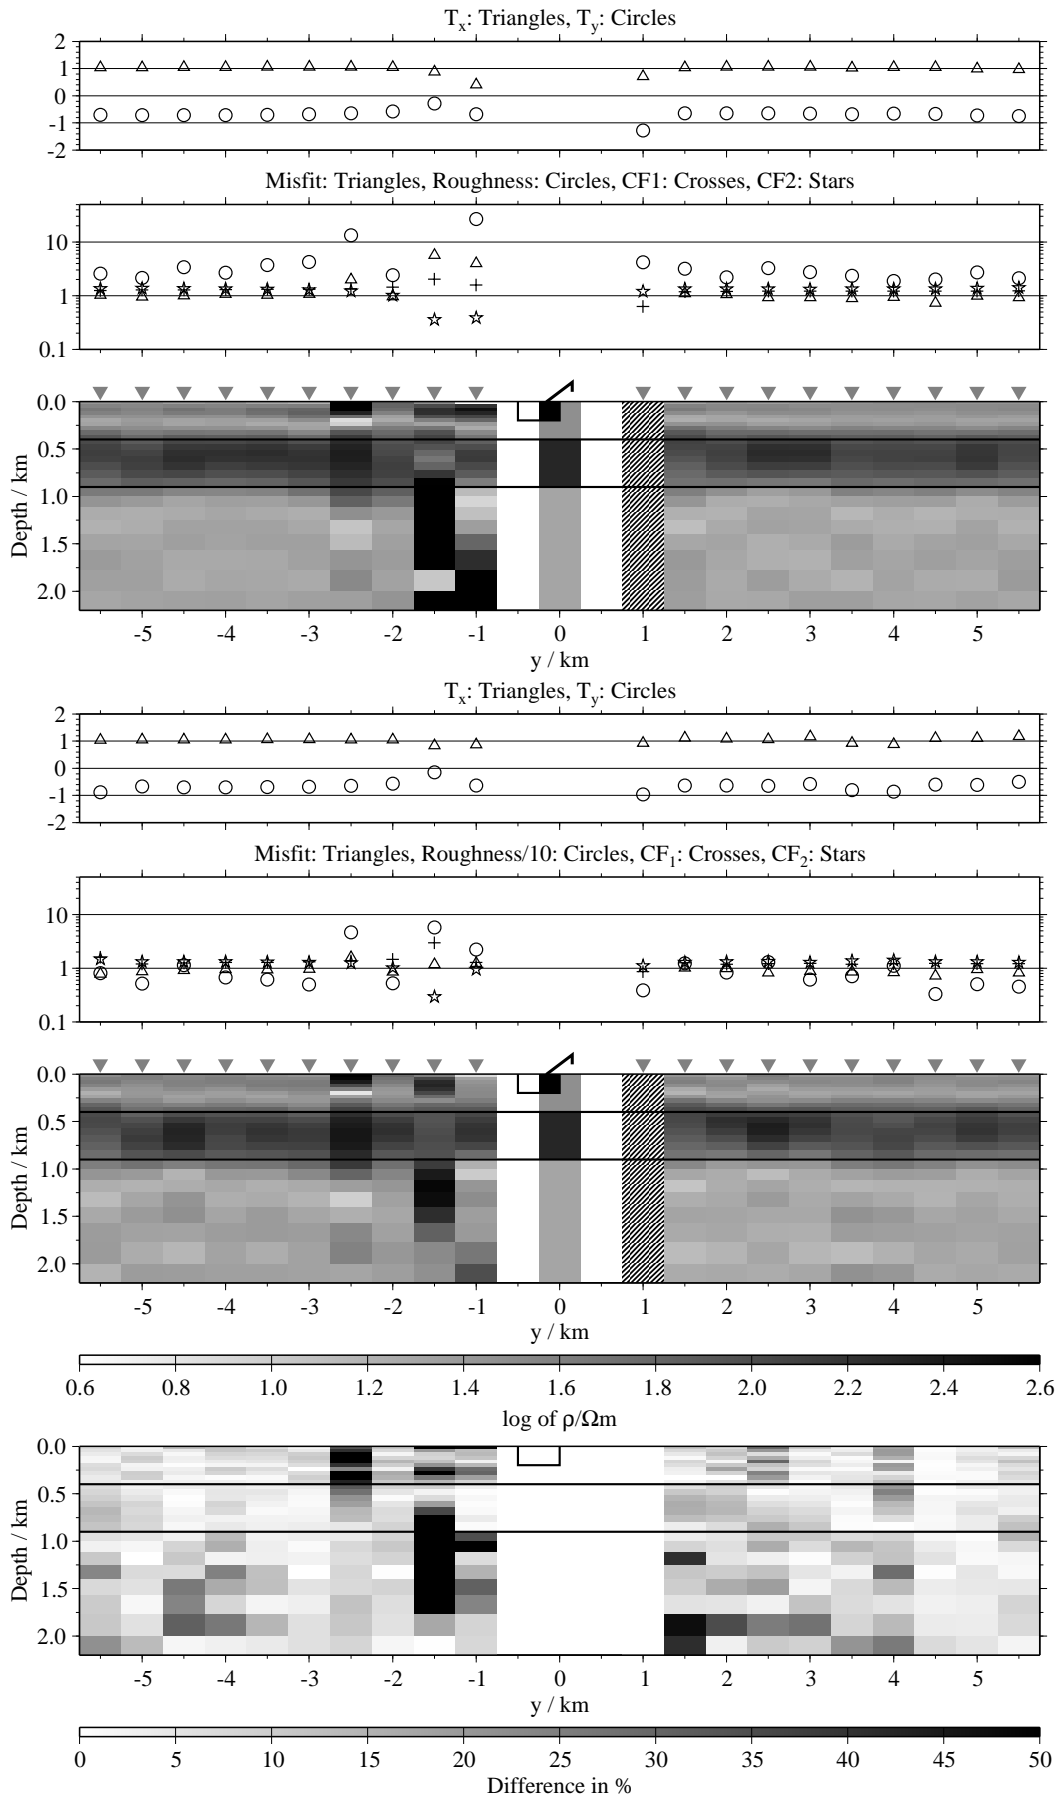 Tx: Triangles, Ty: Circles
2
1
0
-1
-2
Misfit: Triangles, Roughness: Circles, CF1: Crosses, CF2: Stars
10
1
0.1
0.0
0.5
1.0
1.5
2.0
Depth / km
-5 -4 -3 -2 -1 0 1 2 3 4 5
y / km
Tx: Triangles, Ty: Circles
2
1
0
-1
-2
Misfit: Triangles, Roughness/10: Circles, CF1: Crosses, CF2: Stars
10
1
0.1
0.0
0.5
1.0
1.5
2.0
Depth / km
-5 -4 -3 -2 -1 0 1 2 3 4 5
y / km
0.6 0.8 1.0 1.2 1.4 1.6 1.8 2.0 2.2 2.4 2.6
log of ρ/Ωm
0.0
0.5
1.0
1.5
2.0
Depth / km
-5 -4 -3 -2 -1 0 1 2 3 4 5
y / km
0 5 10 15 20 25 30 35 40 45 50
Difference in %